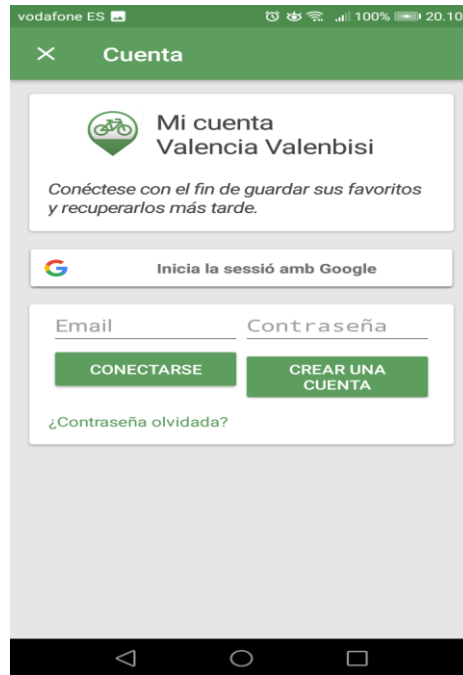 vodafone ES 100% 20.10
Cuenta
Mi cuenta
Valencia Valenbisi
Conéctese con el fin de guardar sus favoritos
y recuperarlos más tarde.
Inicia la sessió amb Google
Email Contraseña
CONECTARSE
CREAR UNA
CUENTA
¿Contraseña olvidada?